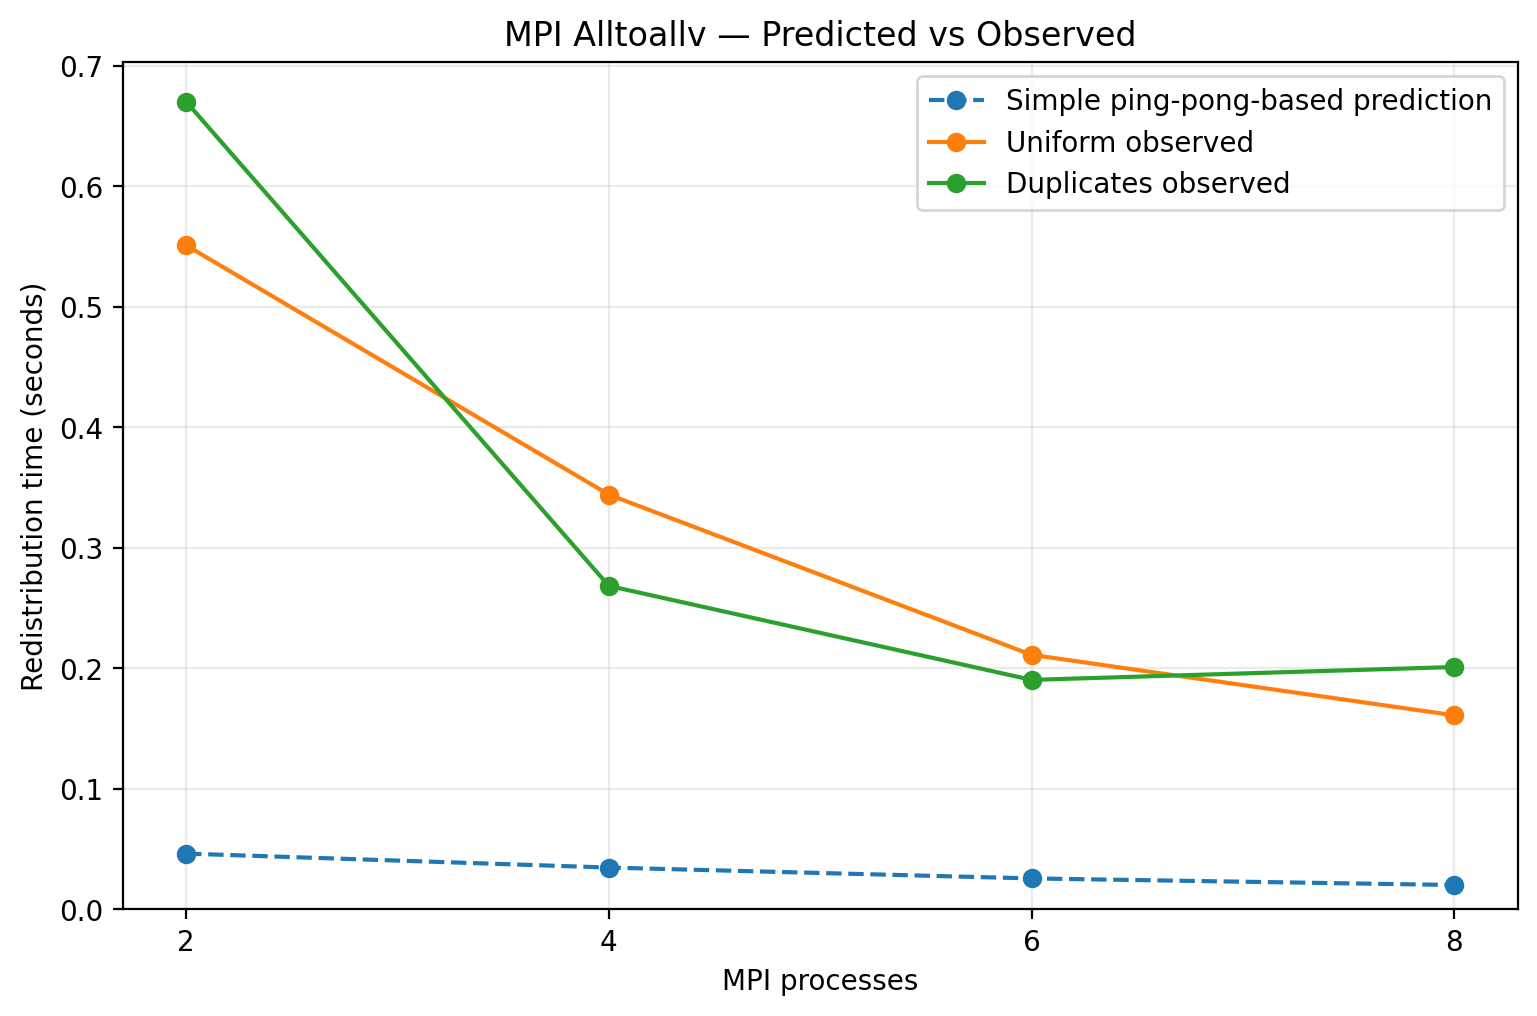 MPI Alltoallv — Predicted vs Observed
Simple ping-pong-based prediction
Uniform observed
Duplicates observed
Redistribution time (seconds)
0.7
0.6
0.5
0.4
0.3
0.2
0.1
0.0
2 4 6 8
MPI processes